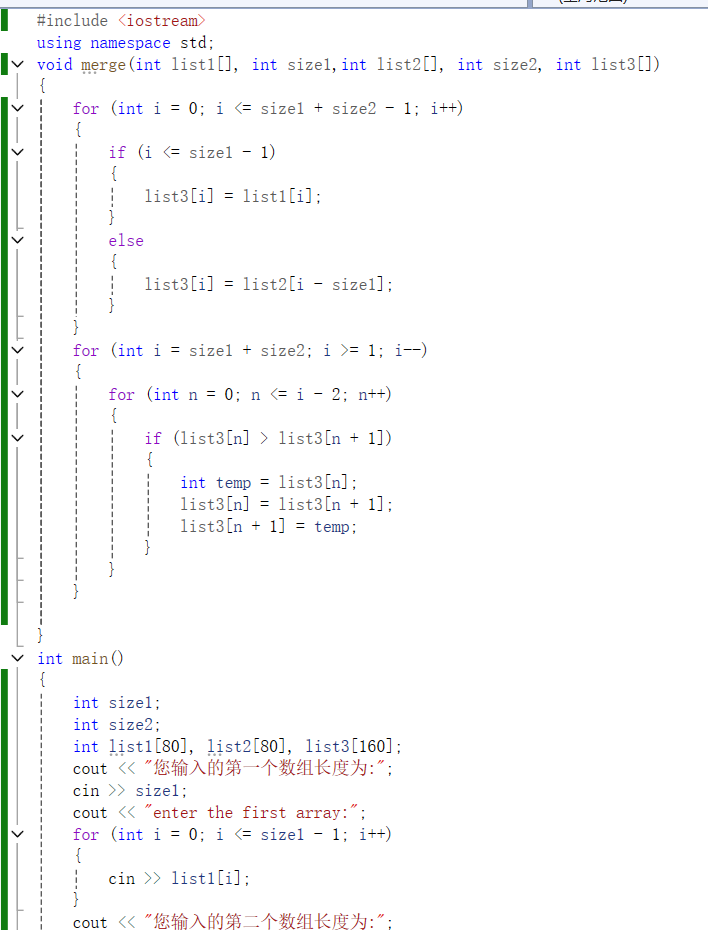 #include <iostream>
using namespace std;
void merge(int list1[], int size1,int list2[], int size2, int list3[])
{
for (int i = 0; i <= size1 + size2 - 1; i++)
{
if (i <= size1 - 1)
{
list3[i] = list1[i];
}
else
{
list3[i] = list2[i - size1];
}
}
for (int i = size1 + size2; i >= 1; i--)
{
for (int n = 0; n <= i - 2; n++)
{
if (list3[n] > list3[n + 1])
{
int temp = list3[n];
list3[n] = list3[n + 1];
list3[n + 1] = temp;
}
}
}
}
int main()
{
int size1;
int size2;
int list1[80], list2[80], list3[160];
cout << "您输入的第一个数组长度为:";
cin >> size1;
cout << "enter the first array:";
for (int i = 0; i <= size1 - 1; i++)
{
cin >> list1[i];
}
cout << "您输入的第二个数组长度为:";